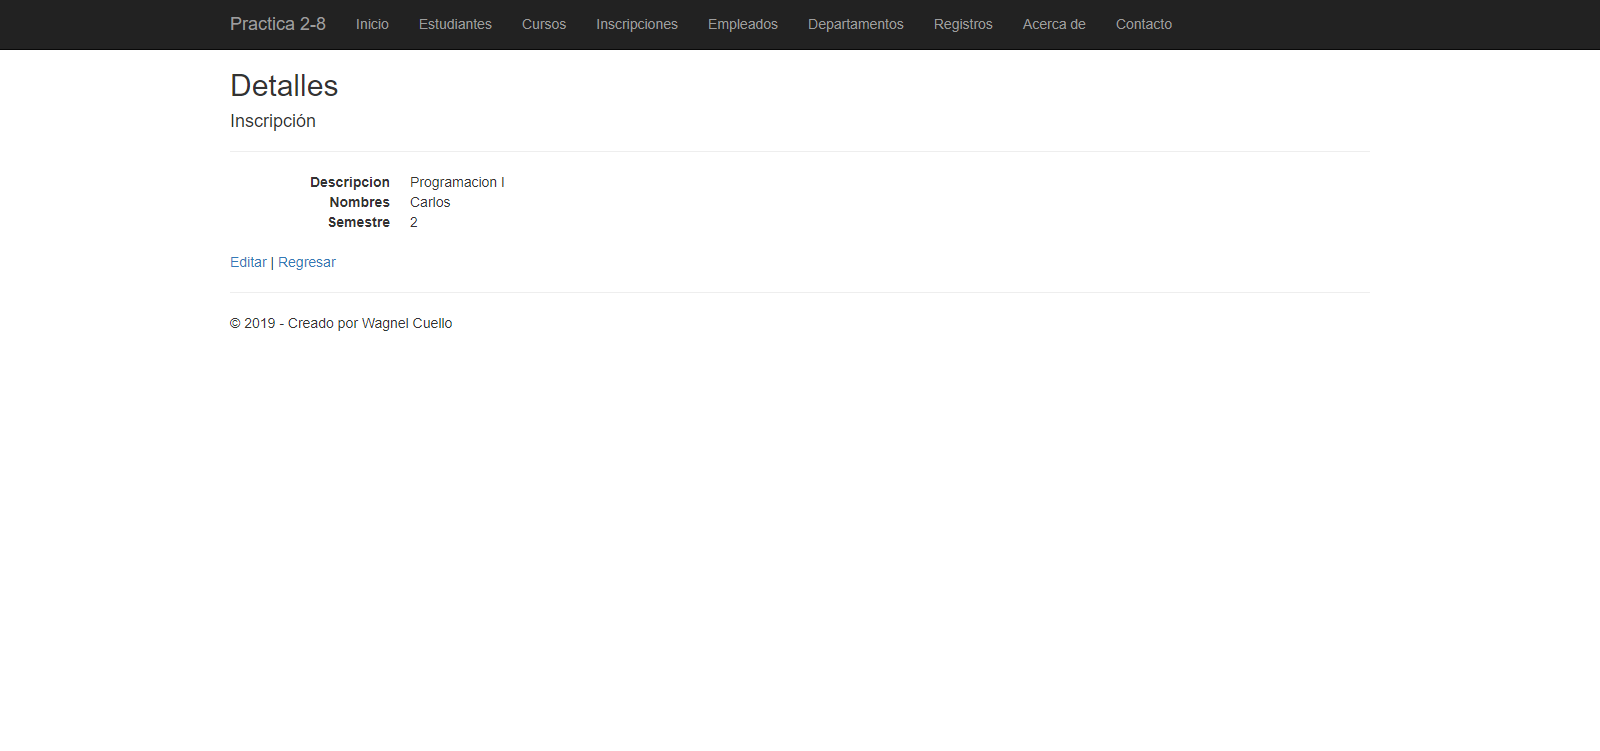 Practica 2-8 Inicio Estudiantes Cursos Inscripciones Empleados Departamentos Registros Acerca de Contacto
Detalles
Inscripción
Descripcion Programacion I
Nombres Carlos
Semestre 2
Editar | Regresar
© 2019 - Creado por Wagnel Cuello